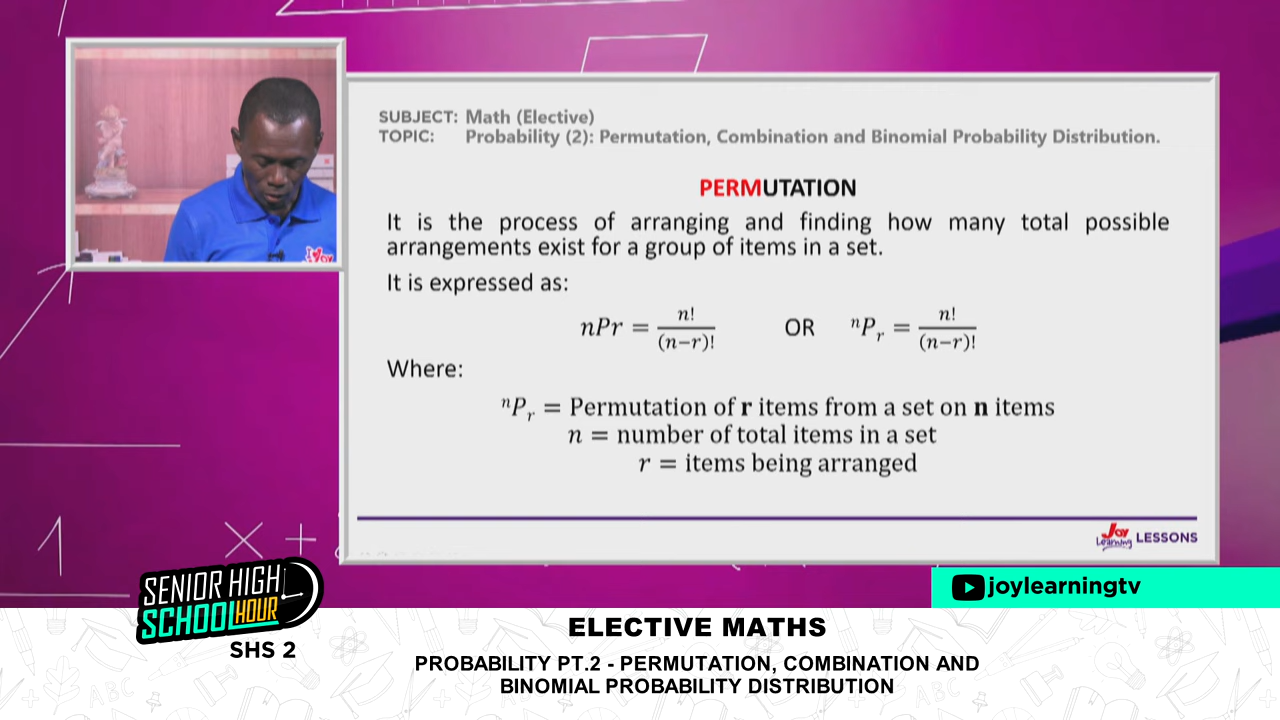 SUBJECT: Math (Elective)
TOPIC: Probability (2): Permutation, Combination and Binomial Probability Distribution.
PERMUTATION
It is the process of arranging and finding how many total possible
arrangements exist for a group of items in a set.
It is expressed as:
nPr = n!/(n−r)! OR ⁿPᵣ = n!/(n−r)!
Where:
ⁿPᵣ = Permutation of r items from a set on n items
n = number of total items in a set
r = items being arranged
Joy Learning LESSONS
Joy
1 × +
SENIOR HIGH
SCHOOL HOUR
SHS 2
joylearningtv
ELECTIVE MATHS
PROBABILITY PT.2 - PERMUTATION, COMBINATION AND
BINOMIAL PROBABILITY DISTRIBUTION